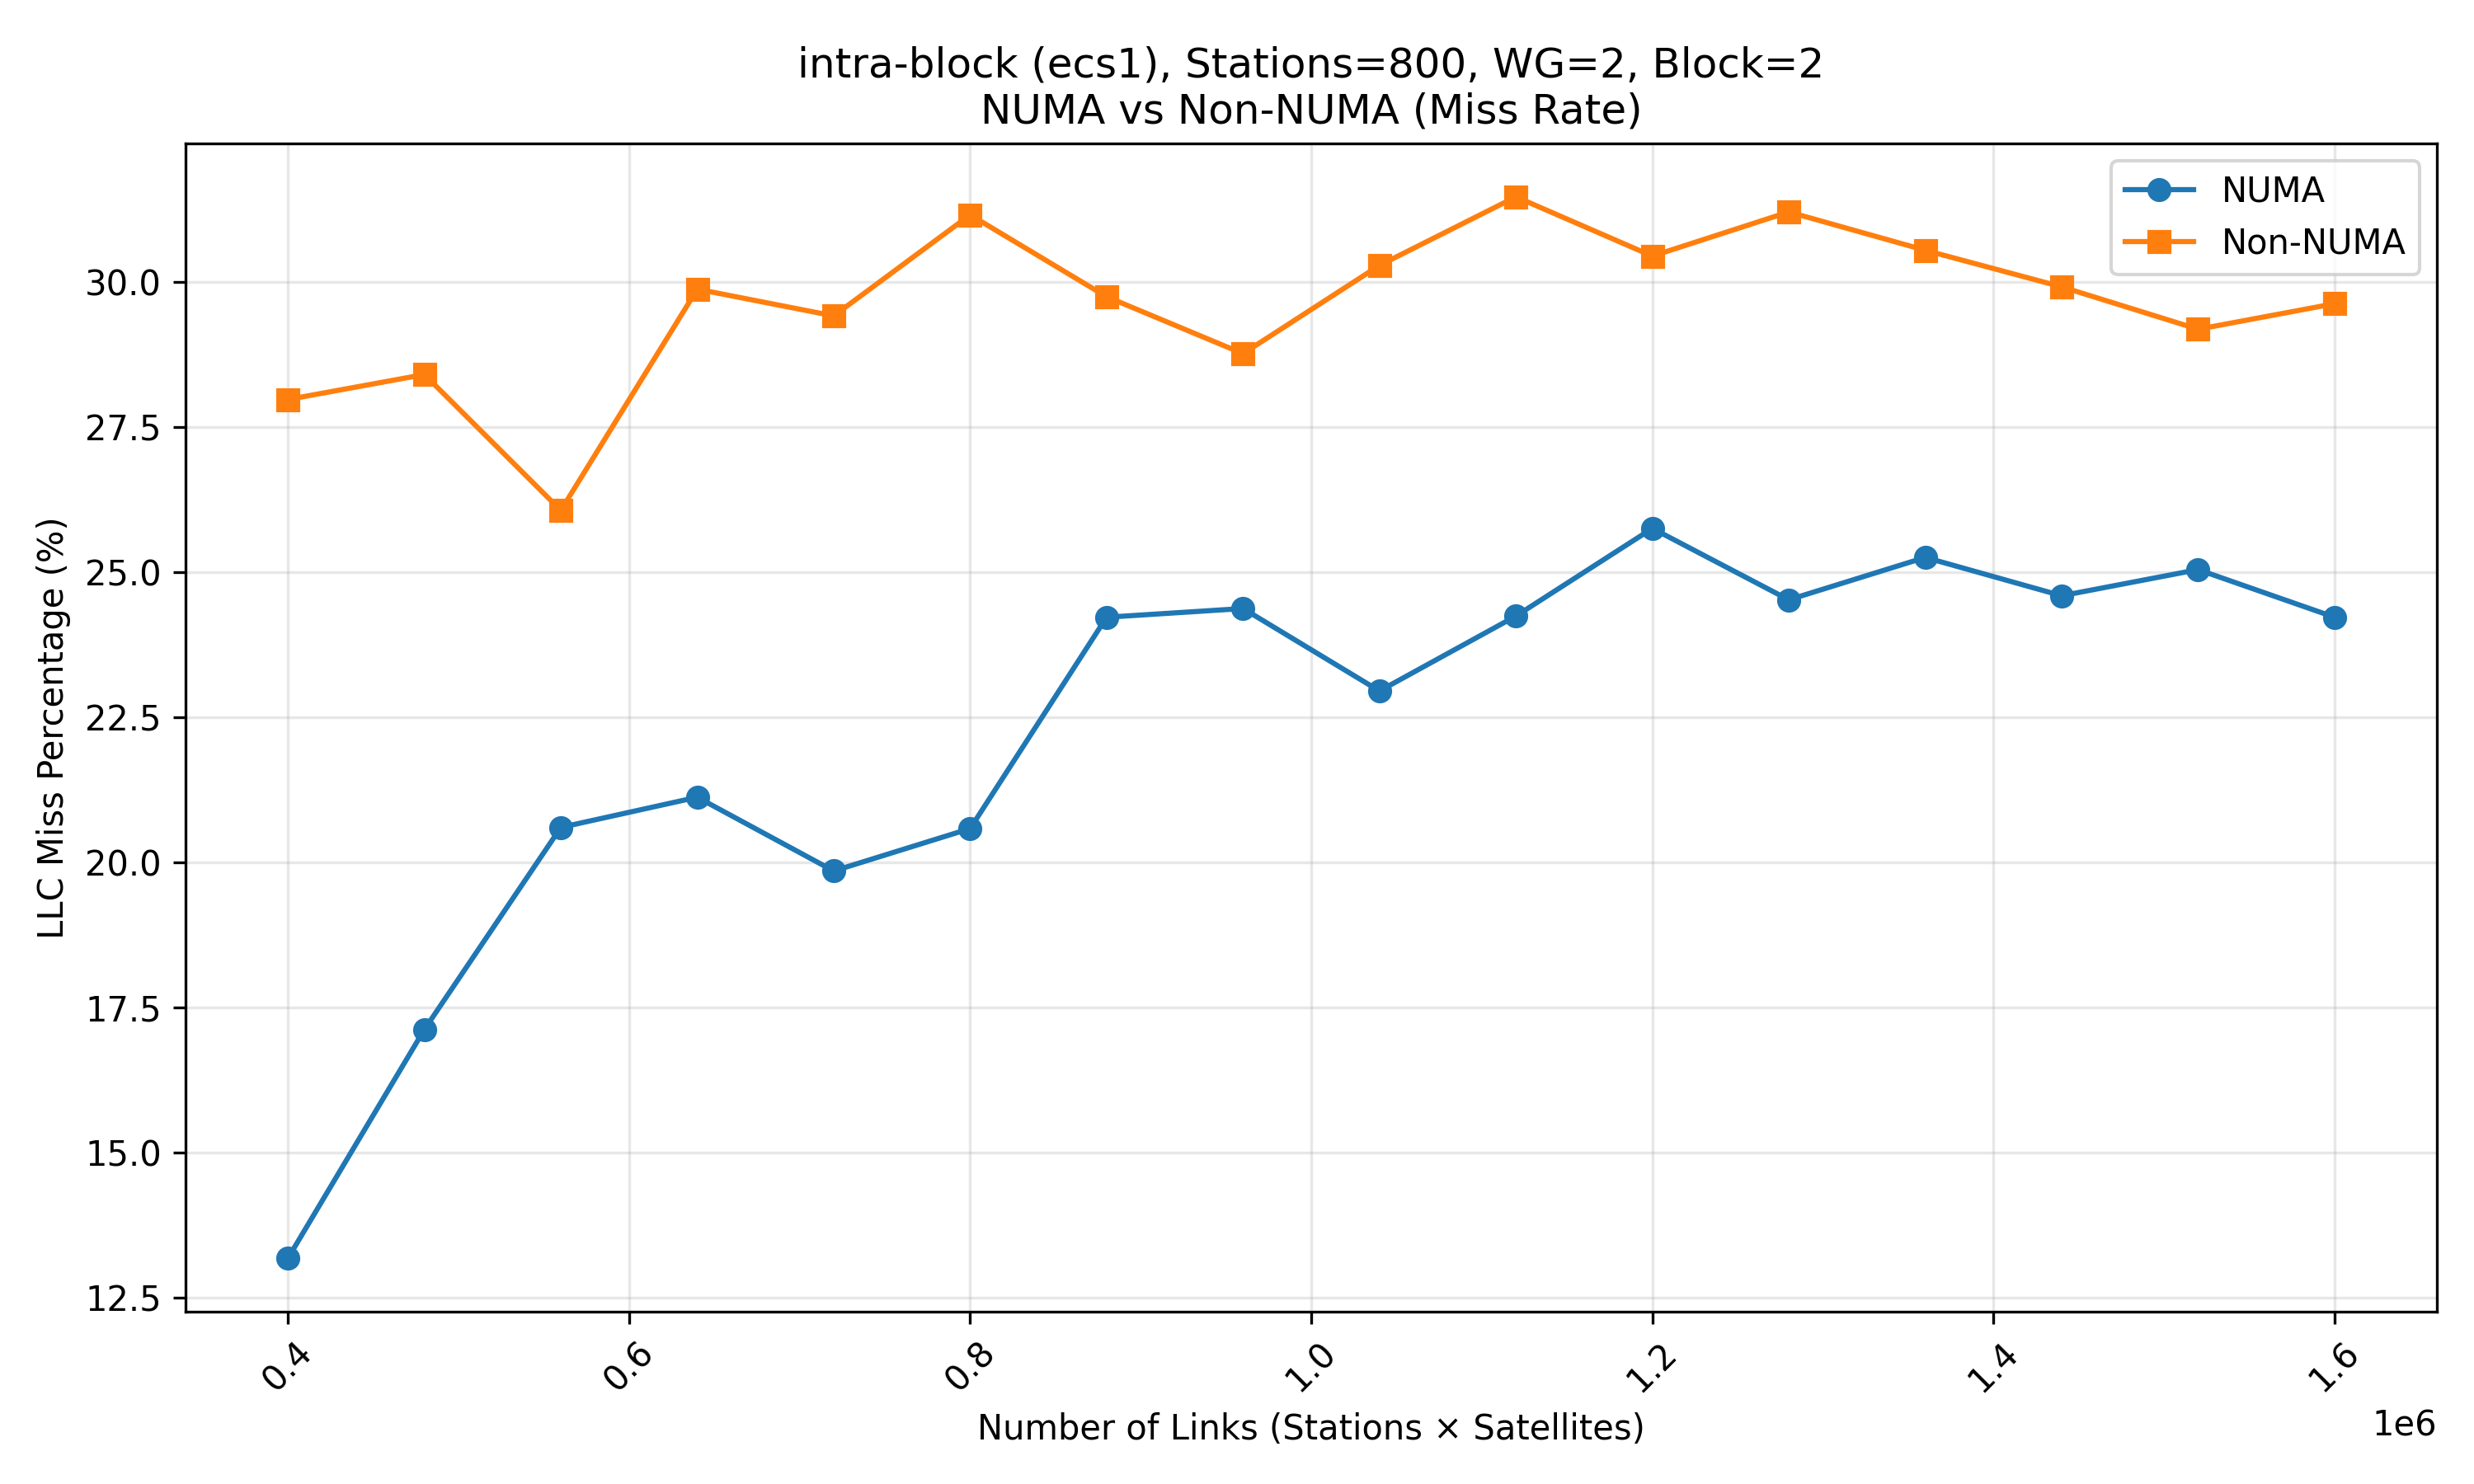 intra-block (ecs1), Stations=800, WG=2, Block=2
NUMA vs Non-NUMA (Miss Rate)
NUMA
Non-NUMA
LLC Miss Percentage (%)
30.0
27.5
25.0
22.5
20.0
17.5
15.0
12.5
0.4
0.6
0.8
1.0
1.2
1.4
1.6
1e6
Number of Links (Stations × Satellites)